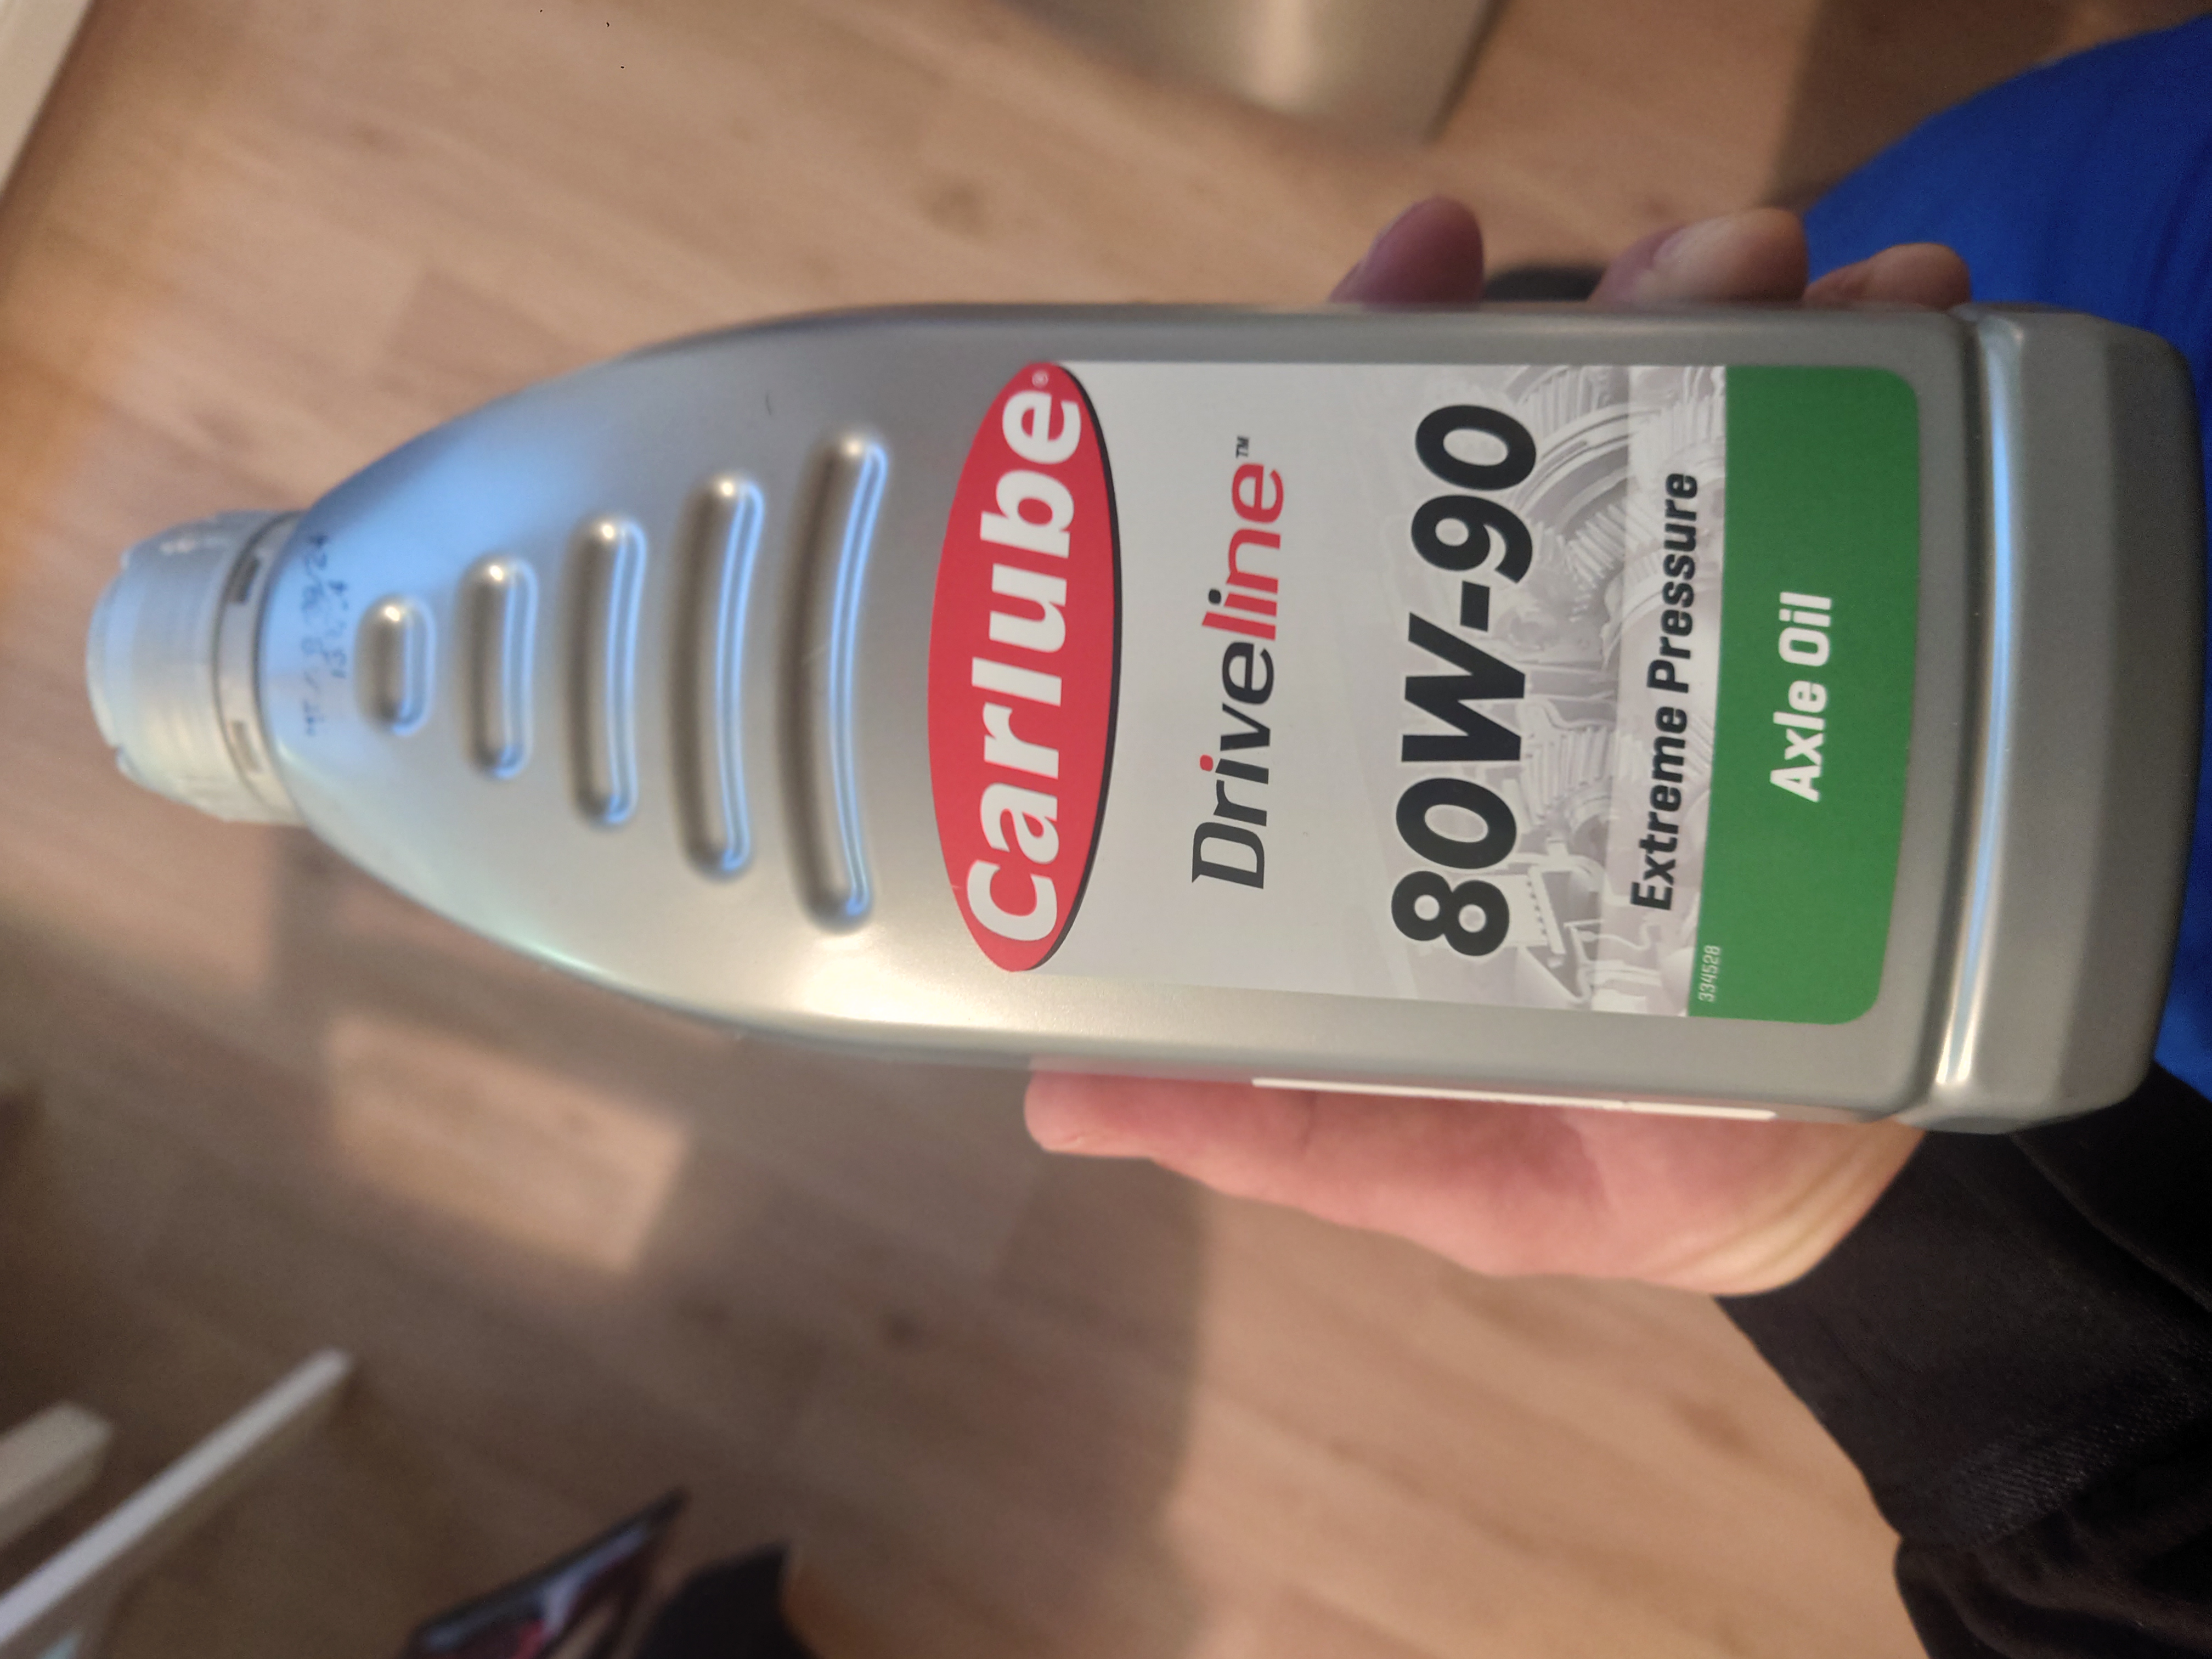 Carlube®
Driveline™
80W-90
Extreme Pressure
334528
Axle Oil